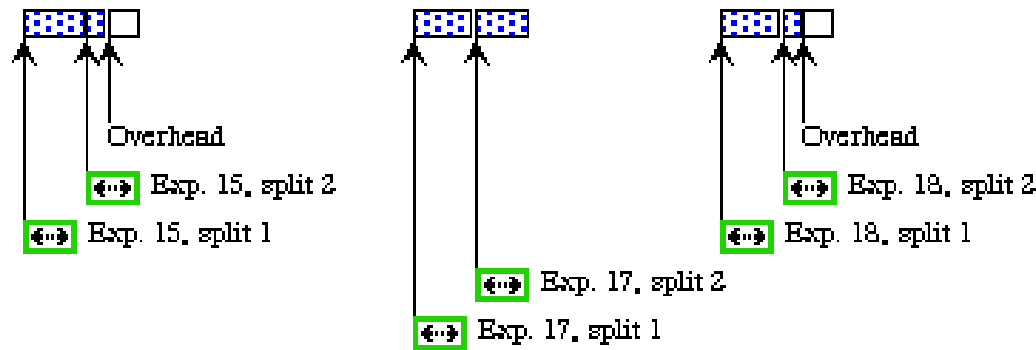 Overhead
Exp. 15, split 2
Exp. 15, split 1
Exp. 17, split 2
Exp. 17, split 1
Overhead
Exp. 18, split 2
Exp. 18, split 1